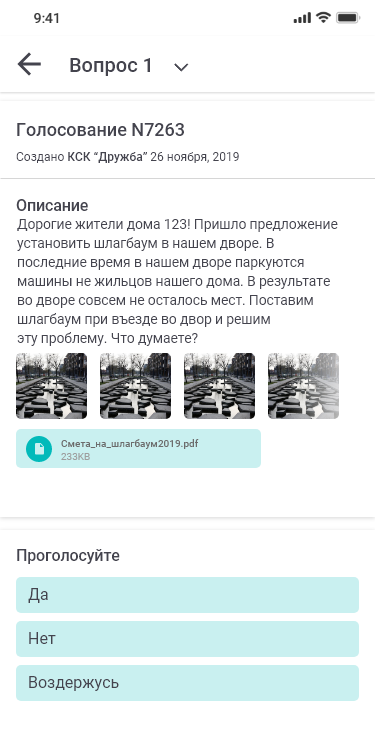 9:41
Вопрос 1
Голосование N7263
Создано КСК “Дружба” 26 ноября, 2019
Описание
Дорогие жители дома 123! Пришло предложение
установить шлагбаум в нашем дворе. В
последние время в нашем дворе паркуются
машины не жильцов нашего дома. В результате
во дворе совсем не осталось мест. Поставим
шлагбаум при въезде во двор и решим
эту проблему. Что думаете?
Смета_на_шлагбаум2019.pdf
233KB
Проголосуйте
Да
Нет
Воздержусь